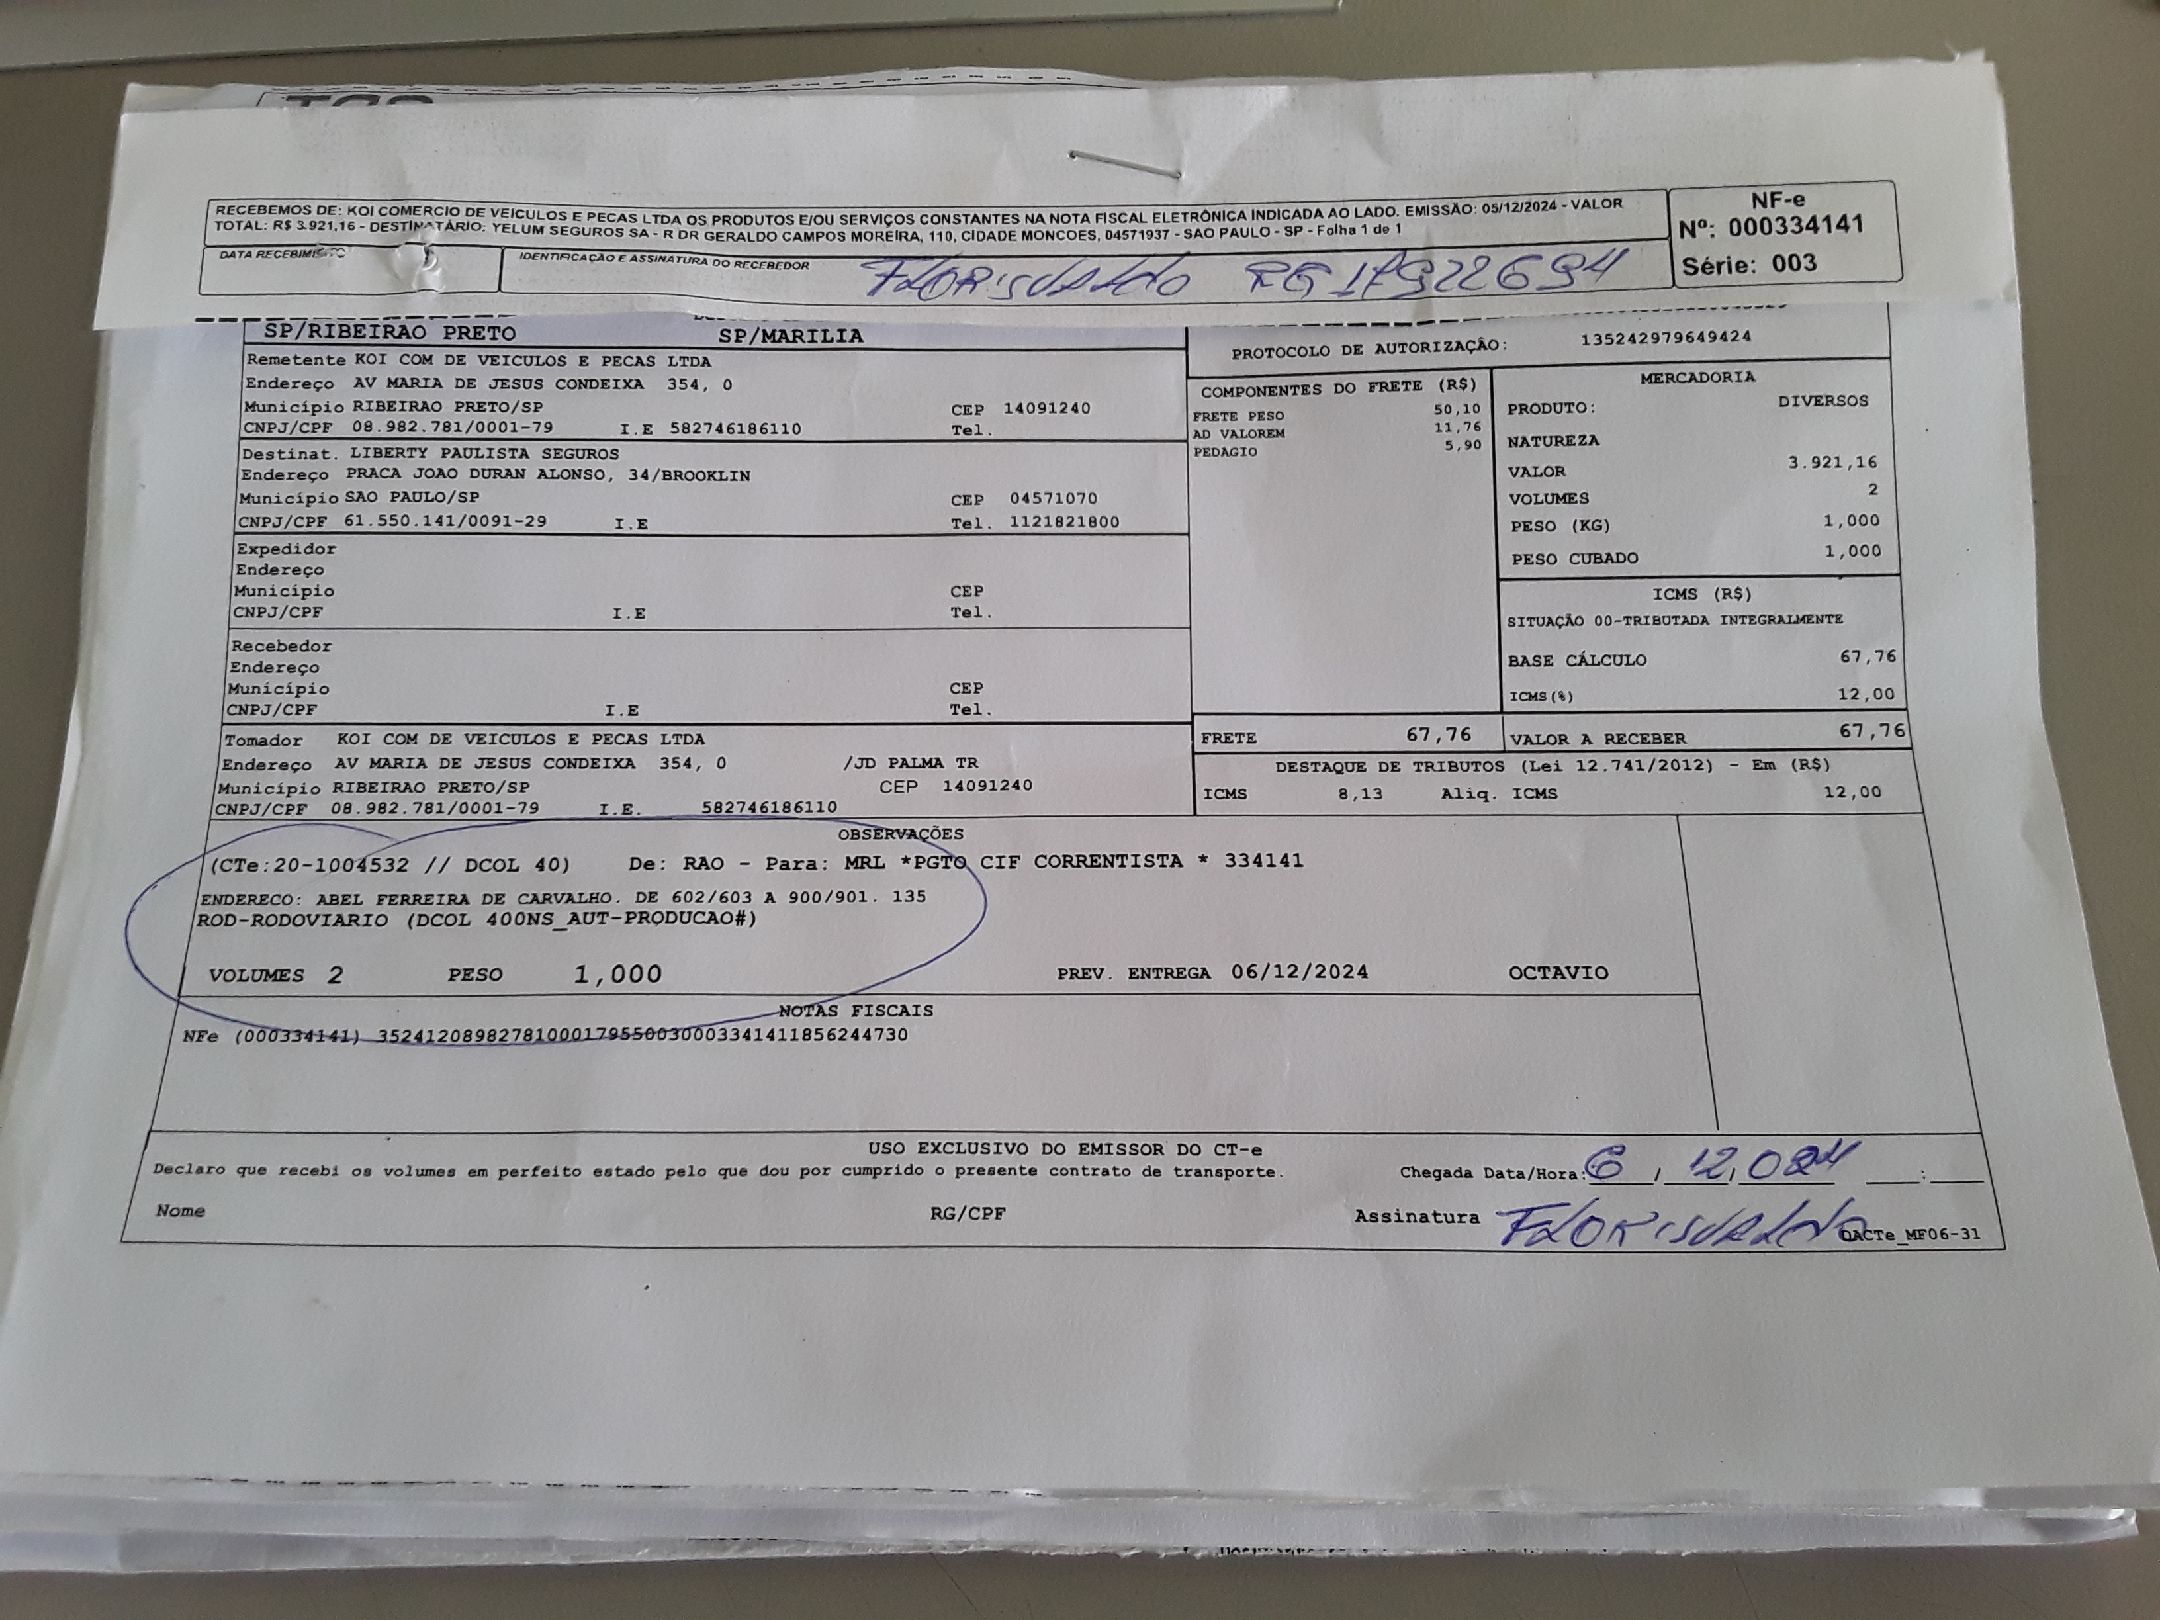 RECEBEMOS DE: KOI COMERCIO DE VEICULOS E PECAS LTDA OS PRODUTOS E/OU SERVIÇOS CONSTANTES NA NOTA FISCAL ELETRÔNICA INDICADA AO LADO. EMISSÃO: 05/12/2024 - VALOR
TOTAL: R$ 3.921,16 - DESTINATÁRIO: YELUM SEGUROS SA - R DR GERALDO CAMPOS MOREIRA, 110, CIDADE MONCOES, 04571937 - SAO PAULO - SP - Folha 1 de 1
NF-e
Nº: 000334141
Série: 003
DATA RECEBIMENTO
IDENTIFICAÇÃO E ASSINATURA DO RECEBEDOR
FLORISVALDO RG
SP/RIBEIRAO PRETO SP/MARILIA
PROTOCOLO DE AUTORIZAÇÃO: 135242979649424
Remetente KOI COM DE VEICULOS E PECAS LTDA
Endereço AV MARIA DE JESUS CONDEIXA 354, 0
Município RIBEIRAO PRETO/SP CEP 14091240
CNPJ/CPF 08.982.781/0001-79 I.E 582746186110 Tel.
Destinat. LIBERTY PAULISTA SEGUROS
Endereço PRACA JOAO DURAN ALONSO, 34/BROOKLIN
Município SAO PAULO/SP CEP 04571070
CNPJ/CPF 61.550.141/0091-29 I.E Tel. 1121821800
Expedidor
Endereço
Município CEP
CNPJ/CPF I.E Tel.
Recebedor
Endereço
Município CEP
CNPJ/CPF I.E Tel.
Tomador KOI COM DE VEICULOS E PECAS LTDA
Endereço AV MARIA DE JESUS CONDEIXA 354, 0 /JD PALMA TR
Município RIBEIRAO PRETO/SP CEP 14091240
CNPJ/CPF 08.982.781/0001-79 I.E. 582746186110
COMPONENTES DO FRETE (R$)
FRETE PESO 50,10
AD VALOREM 11,76
PEDAGIO 5,90
MERCADORIA
PRODUTO: DIVERSOS
NATUREZA
VALOR 3.921,16
VOLUMES 2
PESO (KG) 1,000
PESO CUBADO 1,000
ICMS (R$)
SITUAÇÃO 00-TRIBUTADA INTEGRALMENTE
BASE CÁLCULO 67,76
ICMS(%) 12,00
FRETE 67,76 VALOR A RECEBER 67,76
DESTAQUE DE TRIBUTOS (Lei 12.741/2012) - Em (R$)
ICMS 8,13 Aliq. ICMS 12,00
OBSERVAÇÕES
(CTe:20-1004532 // DCOL 40) De: RAO - Para: MRL *PGTO CIF CORRENTISTA * 334141
ENDERECO: ABEL FERREIRA DE CARVALHO. DE 602/603 A 900/901. 135
ROD-RODOVIARIO (DCOL 400NS_AUT-PRODUCAO#)
VOLUMES 2 PESO 1,000 PREV. ENTREGA 06/12/2024 OCTAVIO
NOTAS FISCAIS
NFe (000334141) 35241208982781000179550030003341411856244730
USO EXCLUSIVO DO EMISSOR DO CT-e
Declaro que recebi os volumes em perfeito estado pelo que dou por cumprido o presente contrato de transporte.
Chegada Data/Hora: 6 / 12 /
Nome RG/CPF Assinatura FLORISVALDO DACTe_MF06-31